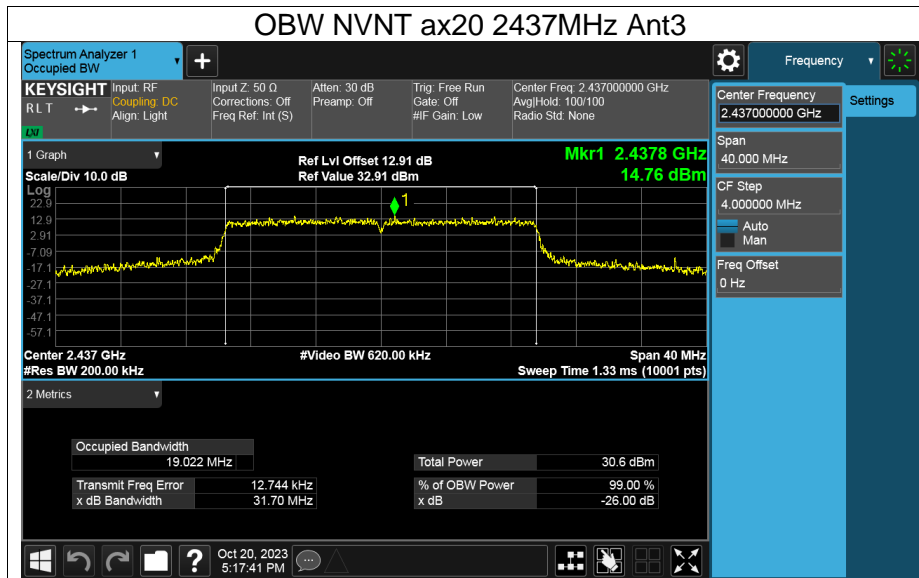 OBW NVNT ax20 2437MHz Ant3
Spectrum Analyzer 1
Occupied BW
+
Frequency
KEYSIGHT
R L T
LXI
Input: RF
Coupling: DC
Align: Light
Input Z: 50 Ω
Corrections: Off
Freq Ref: Int (S)
Atten: 30 dB
Preamp: Off
Trig: Free Run
Gate: Off
#IF Gain: Low
Center Freq: 2.437000000 GHz
Avg|Hold: 100/100
Radio Std: None
Center Frequency
2.437000000 GHz
Settings
Span
40.000 MHz
CF Step
4.000000 MHz
Auto
Man
Freq Offset
0 Hz
1 Graph
Scale/Div 10.0 dB
Ref Lvl Offset 12.91 dB
Ref Value 32.91 dBm
Mkr1 2.4378 GHz
14.76 dBm
Log
22.9
12.9
2.91
-7.09
-17.1
-27.1
-37.1
-47.1
-57.1
1
Center 2.437 GHz
#Res BW 200.00 kHz
#Video BW 620.00 kHz
Span 40 MHz
Sweep Time 1.33 ms (10001 pts)
2 Metrics
Occupied Bandwidth
19.022 MHz
Total Power 30.6 dBm
Transmit Freq Error 12.744 kHz
% of OBW Power 99.00 %
x dB Bandwidth 31.70 MHz
x dB -26.00 dB
?
Oct 20, 2023
5:17:41 PM